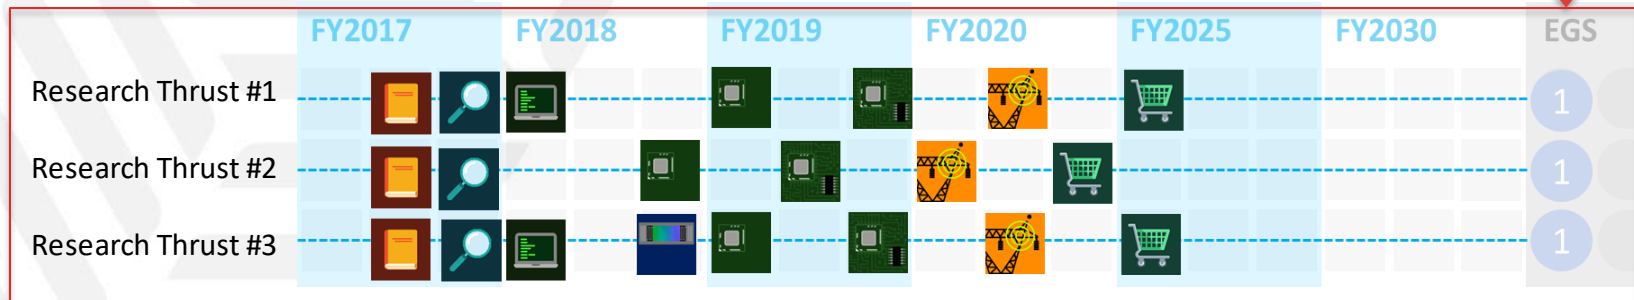 FY2017 FY2018 FY2019 FY2020 FY2025 FY2030 EGS
Research Thrust #1 1
Research Thrust #2 1
Research Thrust #3 1